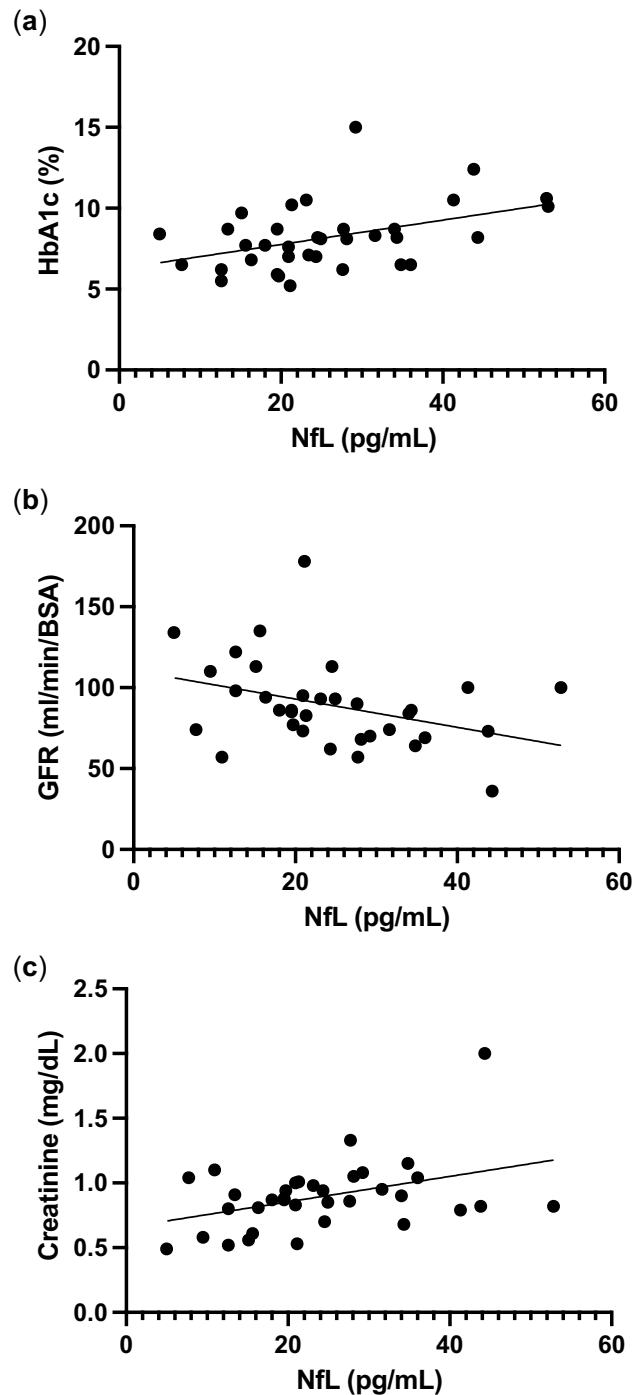 (a)
20
15
10
5
0
HbA1c (%)
0 20 40 60
NfL (pg/mL)
(b)
200
150
100
50
0
GFR (ml/min/BSA)
0 20 40 60
NfL (pg/mL)
(c)
2.5
2.0
1.5
1.0
0.5
0.0
Creatinine (mg/dL)
0 20 40 60
NfL (pg/mL)